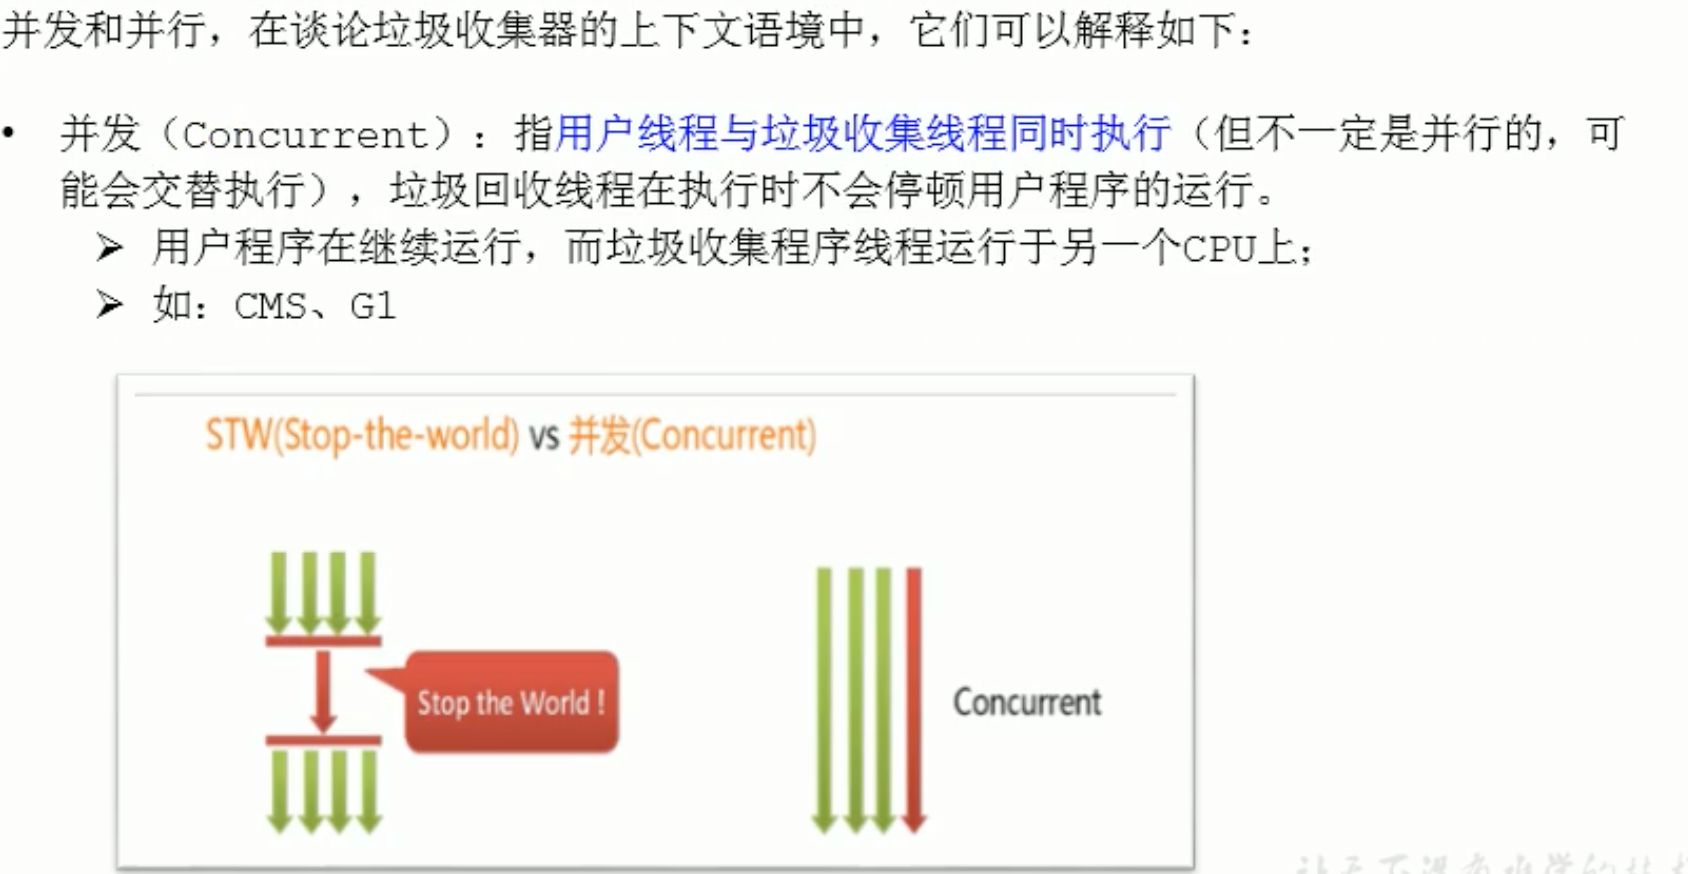 并发和并行，在谈论垃圾收集器的上下文语境中，它们可以解释如下：
• 并发（Concurrent）：指用户线程与垃圾收集线程同时执行（但不一定是并行的，可
能会交替执行），垃圾回收线程在执行时不会停顿用户程序的运行。
➢ 用户程序在继续运行，而垃圾收集程序线程运行于另一个CPU上；
➢ 如：CMS、G1
STW(Stop-the-world) vs 并发(Concurrent)
Stop the World！
Concurrent